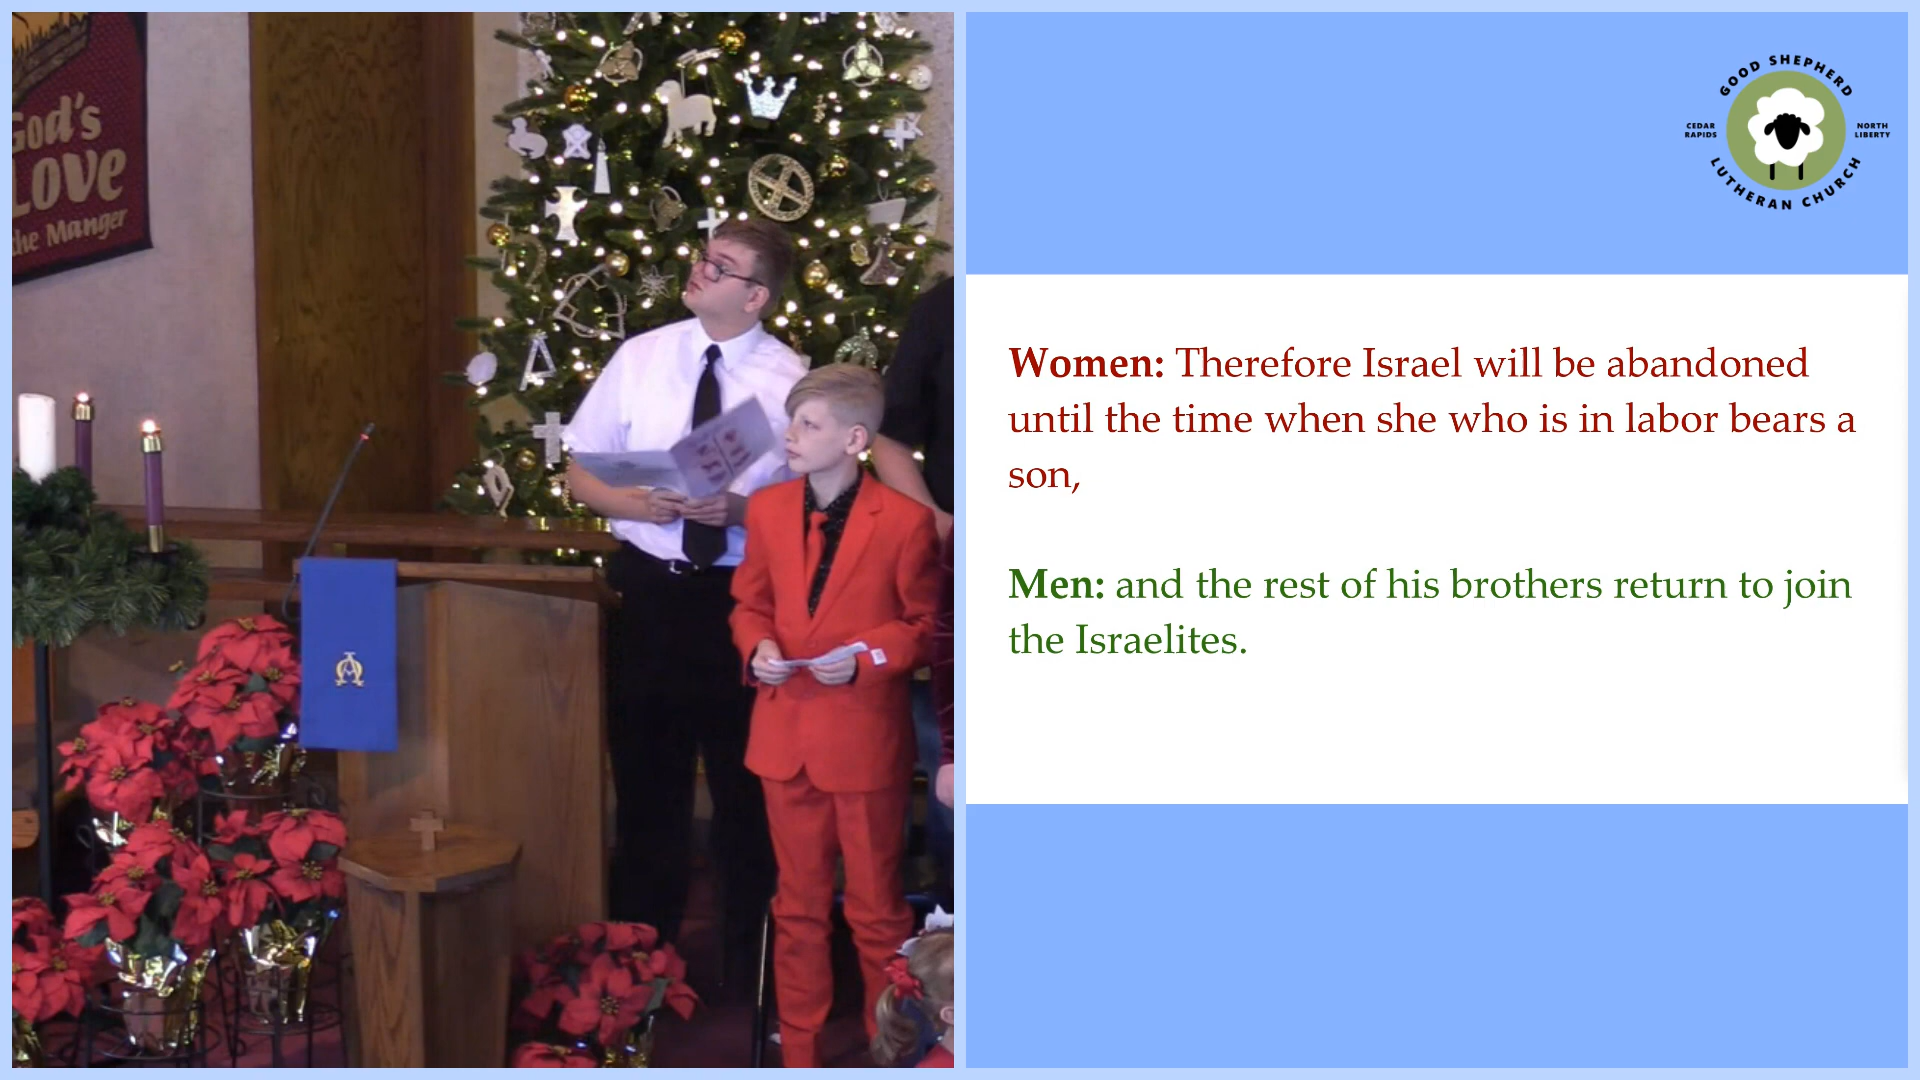 God's
Love
the Manger
GOOD SHEPHERD
CEDAR RAPIDS
NORTH LIBERTY
LUTHERAN CHURCH
Women: Therefore Israel will be abandoned
until the time when she who is in labor bears a
son,
Men: and the rest of his brothers return to join
the Israelites.